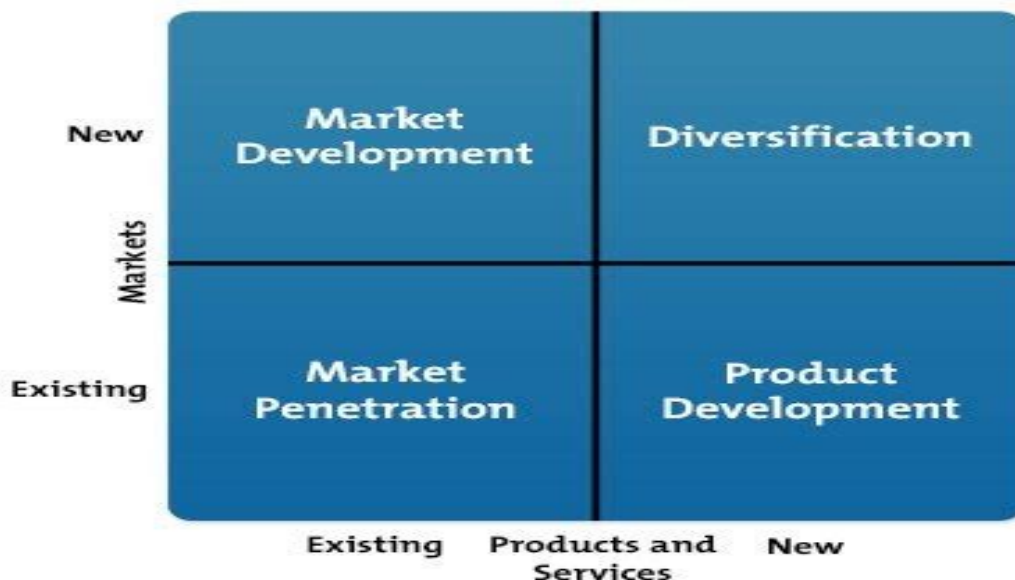 New
Market
Development
Diversification
Markets
Existing
Market
Penetration
Product
Development
Existing
Products and
Services
New